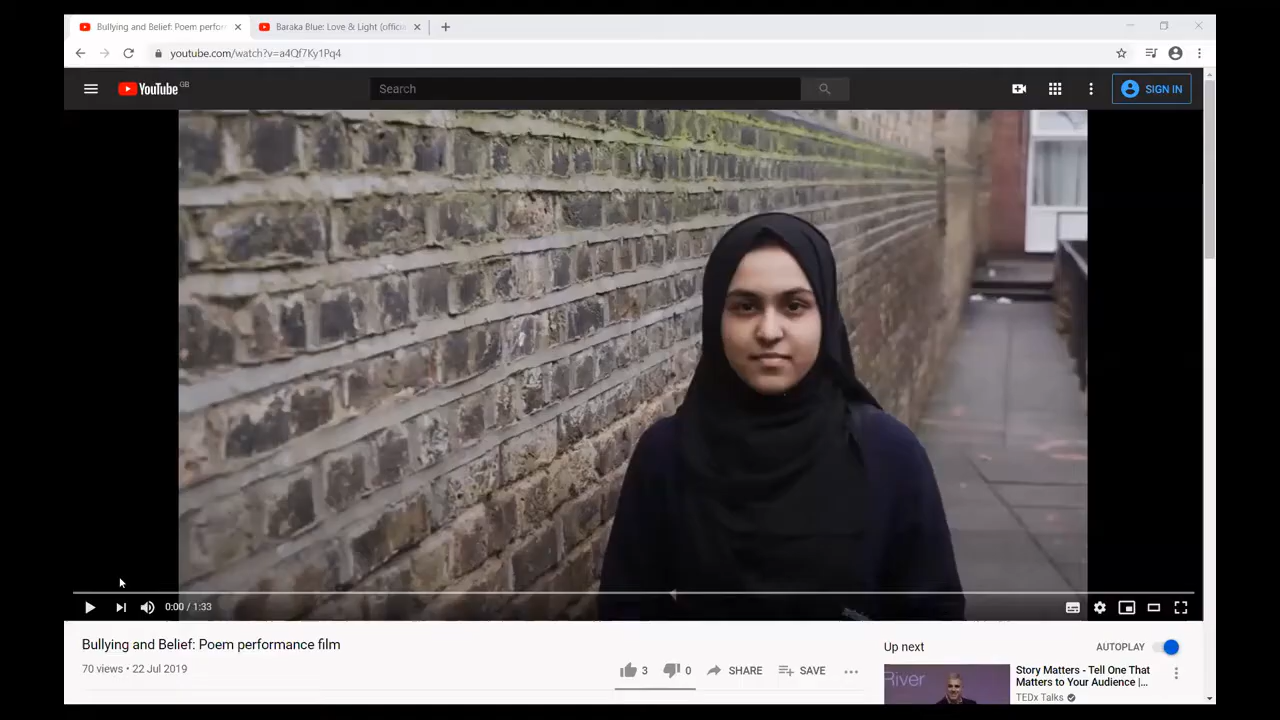 Bullying and Belief: Poem perfor
Baraka Blue: Love & Light (offici
youtube.com/watch?v=a4Qf7Ky1Pq4
YouTube GB
Search
SIGN IN
0:00 / 1:33
Bullying and Belief: Poem performance film
70 views • 22 Jul 2019
3
0
SHARE
SAVE
Up next
AUTOPLAY
River
Story Matters - Tell One That
Matters to Your Audience |...
TEDx Talks